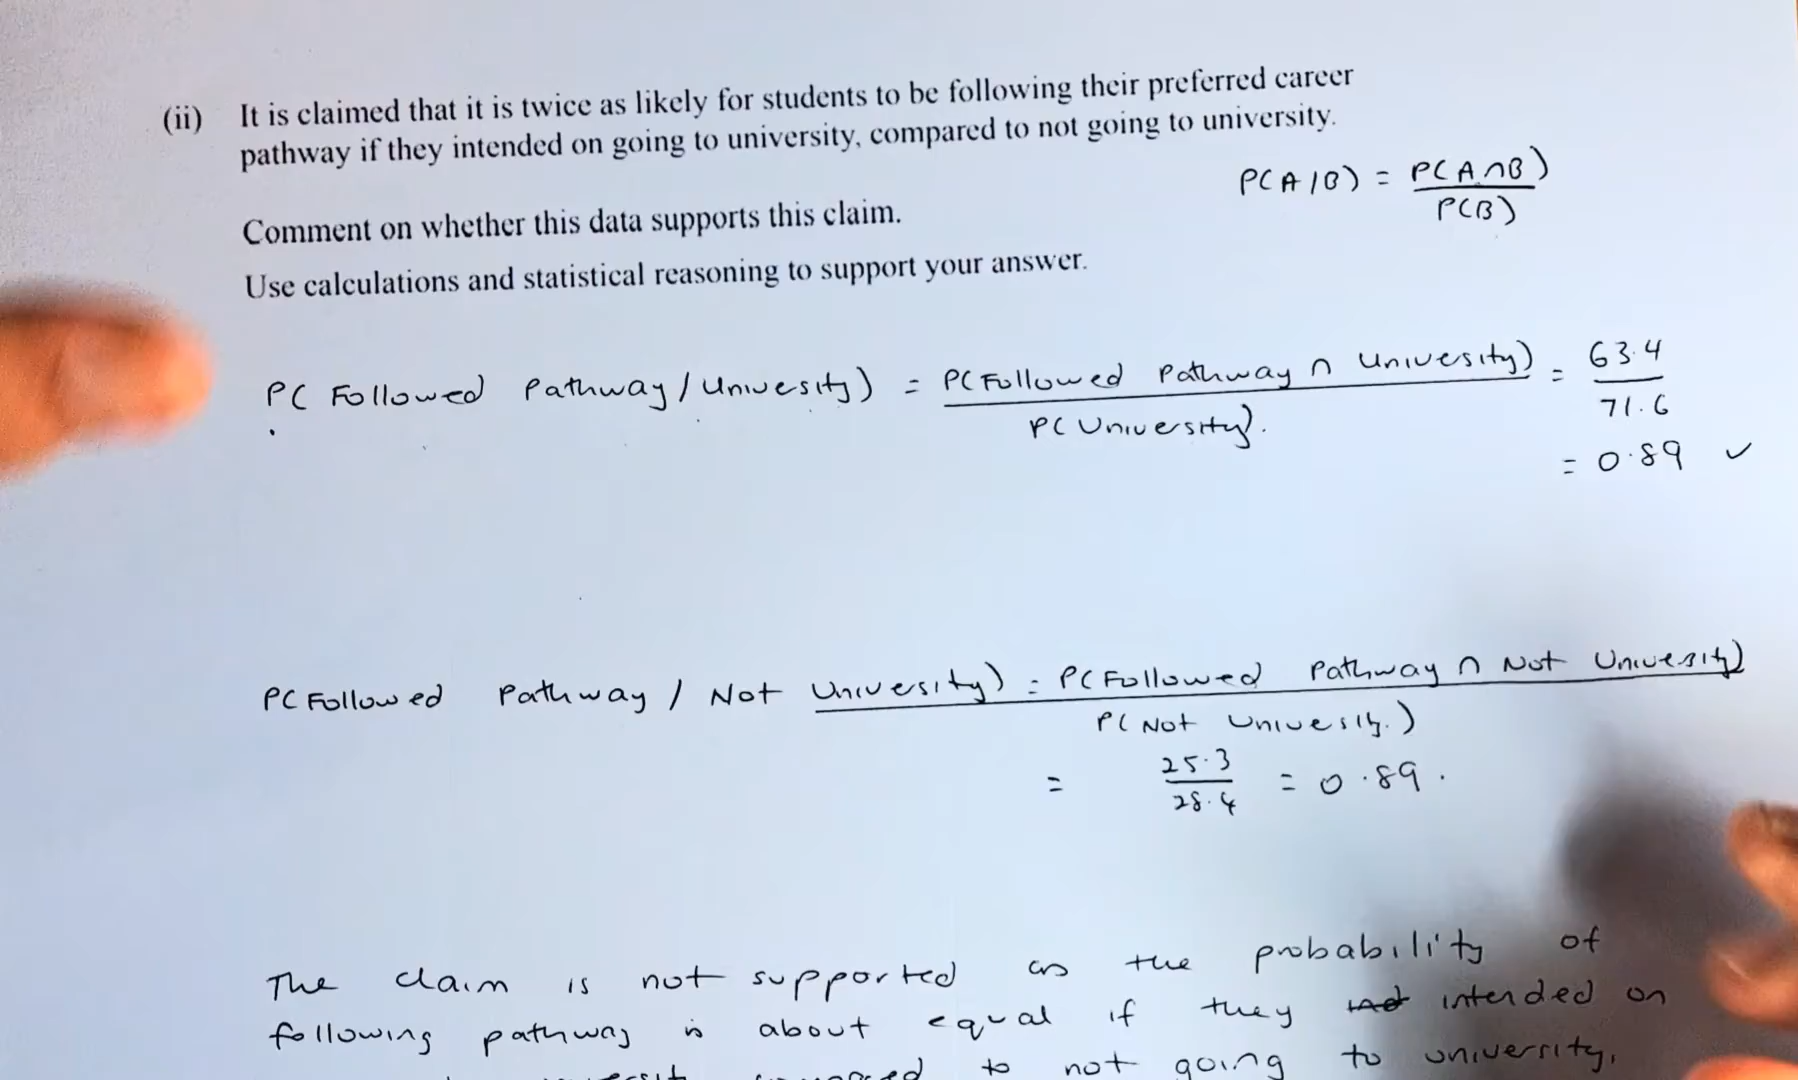 (ii) It is claimed that it is twice as likely for students to be following their preferred career
pathway if they intended on going to university, compared to not going to university.
P(A/B) = P(A∩B)
P(B)
Comment on whether this data supports this claim.
Use calculations and statistical reasoning to support your answer.
P( Followed Pathway / University) = P(Followed Pathway ∩ University) = 63.4
P( University). 71.6
= 0.89 ✓
P( Followed Pathway / Not University) = P( Followed Pathway ∩ Not University)
P( Not University.)
= 25.3 = 0.89.
28.4
The claim is not supported as the probability of
following pathway is about equal if they intended on
to not going to university,